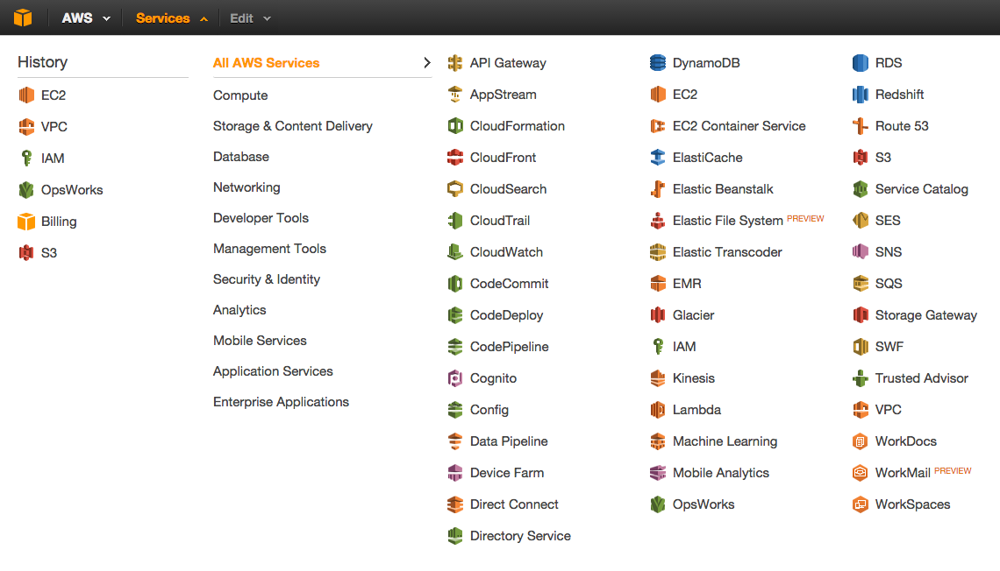 AWS
Services
Edit
History
EC2
VPC
IAM
OpsWorks
Billing
S3
All AWS Services
Compute
Storage & Content Delivery
Database
Networking
Developer Tools
Management Tools
Security & Identity
Analytics
Mobile Services
Application Services
Enterprise Applications
API Gateway
AppStream
CloudFormation
CloudFront
CloudSearch
CloudTrail
CloudWatch
CodeCommit
CodeDeploy
CodePipeline
Cognito
Config
Data Pipeline
Device Farm
Direct Connect
Directory Service
DynamoDB
EC2
EC2 Container Service
ElastiCache
Elastic Beanstalk
Elastic File System PREVIEW
Elastic Transcoder
EMR
Glacier
IAM
Kinesis
Lambda
Machine Learning
Mobile Analytics
OpsWorks
RDS
Redshift
Route 53
S3
Service Catalog
SES
SNS
SQS
Storage Gateway
SWF
Trusted Advisor
VPC
WorkDocs
WorkMail PREVIEW
WorkSpaces